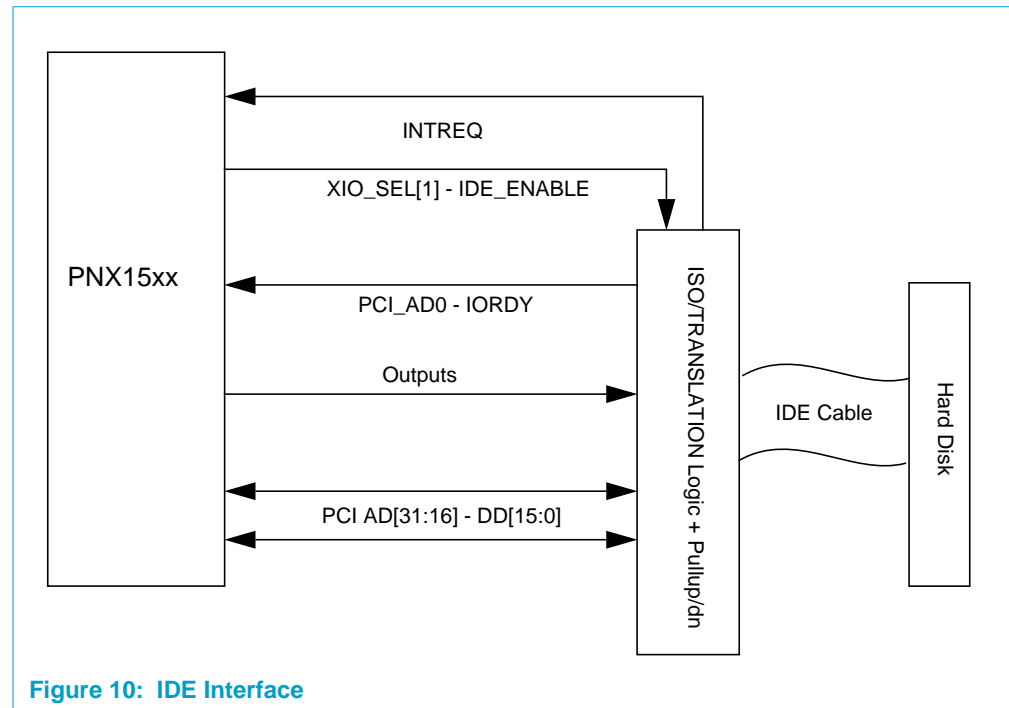 INTREQ
XIO_SEL[1] - IDE_ENABLE
PNX15xx
PCI_AD0 - IORDY
Outputs
PCI AD[31:16] - DD[15:0]
ISO/TRANSLATION Logic + Pullup/dn
IDE Cable
Hard Disk
Figure 10: IDE Interface